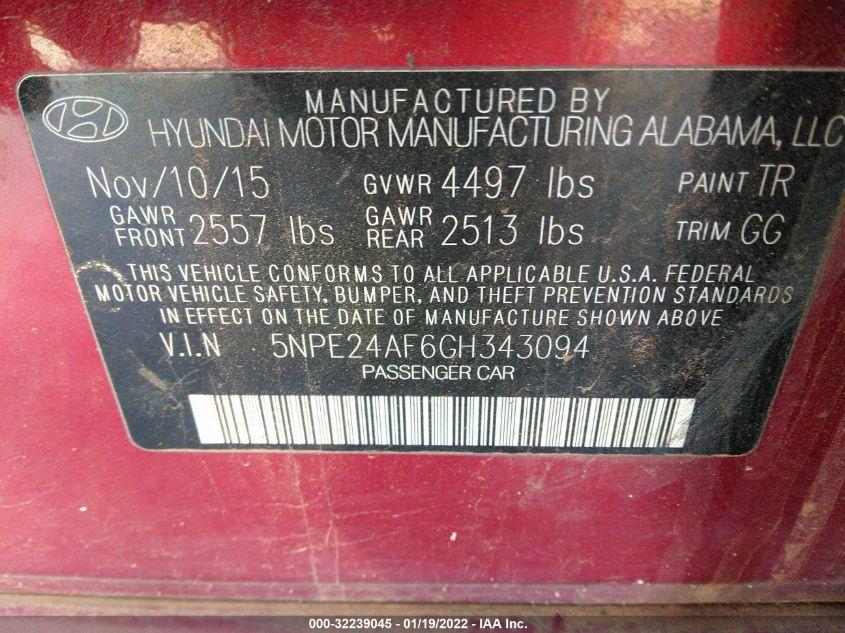 MANUFACTURED BY
HYUNDAI MOTOR MANUFACTURING ALABAMA, LLC
Nov/10/15 GVWR 4497 lbs PAINT TR
GAWR FRONT 2557 lbs GAWR REAR 2513 lbs TRIM GG
THIS VEHICLE CONFORMS TO ALL APPLICABLE U.S.A. FEDERAL
MOTOR VEHICLE SAFETY, BUMPER, AND THEFT PREVENTION STANDARDS
IN EFFECT ON THE DATE OF MANUFACTURE SHOWN ABOVE
V.I.N 5NPE24AF6GH343094
PASSENGER CAR
000-32239045 - 01/19/2022 - IAA, Inc.